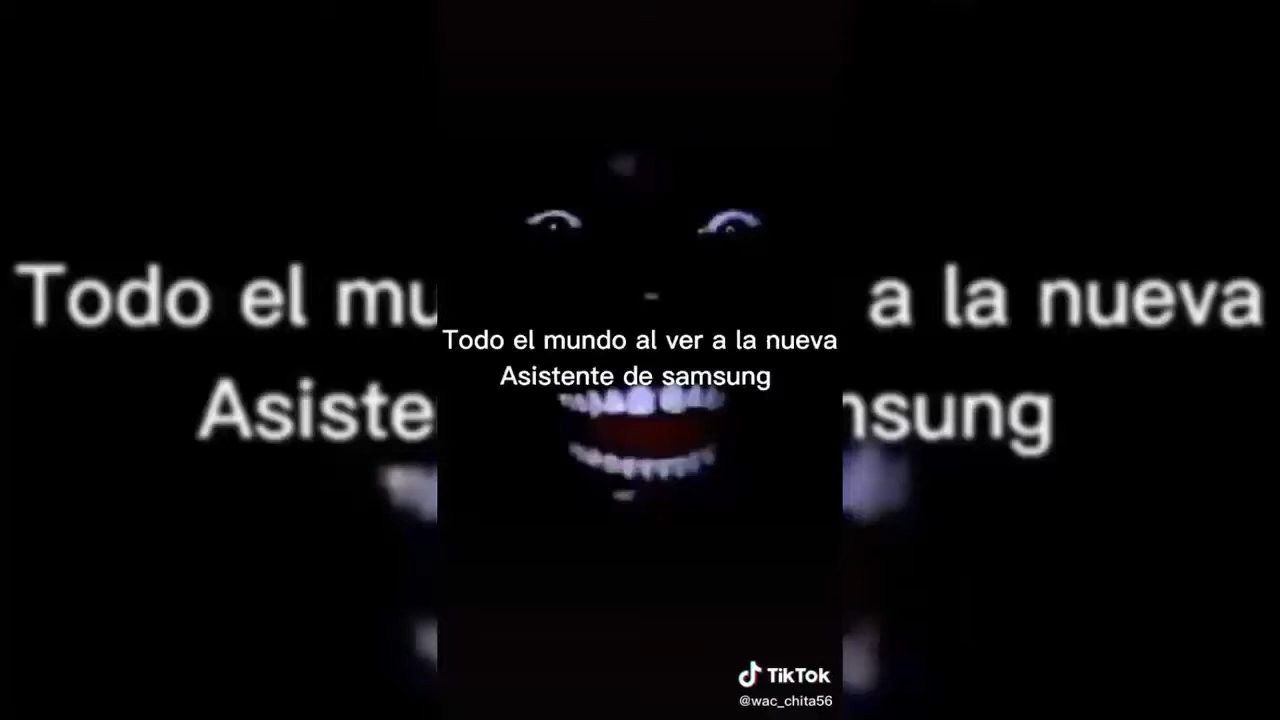 Todo el mundo al ver a la nueva
Asistente de samsung
TikTok
@wac_chita56